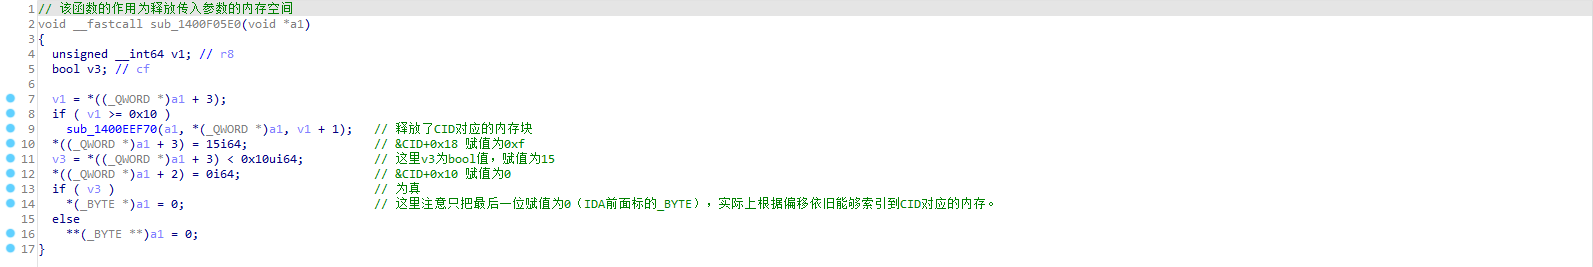 1 // 该函数的作用为释放传入参数的内存空间
2 void __fastcall sub_1400F05E0(void *a1)
3 {
4 unsigned __int64 v1; // r8
5 bool v3; // cf
6
7 v1 = *((_QWORD *)a1 + 3);
8 if ( v1 >= 0x10 )
9 sub_1400EEF70(a1, *(_QWORD *)a1, v1 + 1); // 释放了CID对应的内存块
10 *((_QWORD *)a1 + 3) = 15i64; // &CID+0x18 赋值为0xf
11 v3 = *((_QWORD *)a1 + 3) < 0x10ui64; // 这里v3为bool值，赋值为15
12 *((_QWORD *)a1 + 2) = 0i64; // &CID+0x10 赋值为0
13 if ( v3 ) // 为真
14 *(_BYTE *)a1 = 0; // 这里注意只把最后一位赋值为0（IDA前面标的_BYTE），实际上根据偏移依旧能够索引到CID对应的内存。
15 else
16 **(_BYTE **)a1 = 0;
17 }